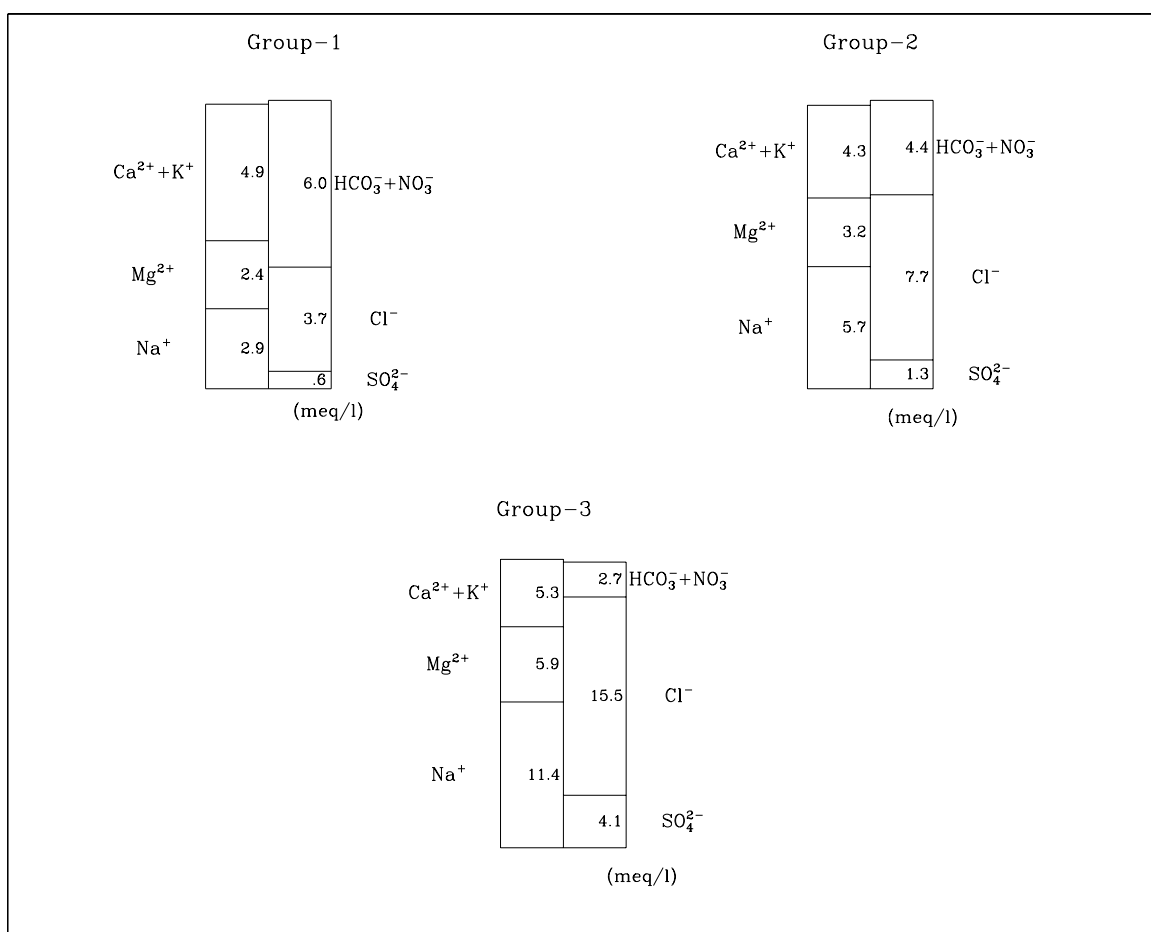 Group-1
Ca²⁺+K⁺ 4.9 6.0 HCO₃⁻+NO₃⁻
Mg²⁺ 2.4
3.7 Cl⁻
Na⁺ 2.9
.6 SO₄²⁻
(meq/l)
Group-2
Ca²⁺+K⁺ 4.3 4.4 HCO₃⁻+NO₃⁻
Mg²⁺ 3.2
7.7 Cl⁻
Na⁺ 5.7
1.3 SO₄²⁻
(meq/l)
Group-3
2.7 HCO₃⁻+NO₃⁻
Ca²⁺+K⁺ 5.3
Mg²⁺ 5.9
15.5 Cl⁻
Na⁺ 11.4
4.1 SO₄²⁻
(meq/l)